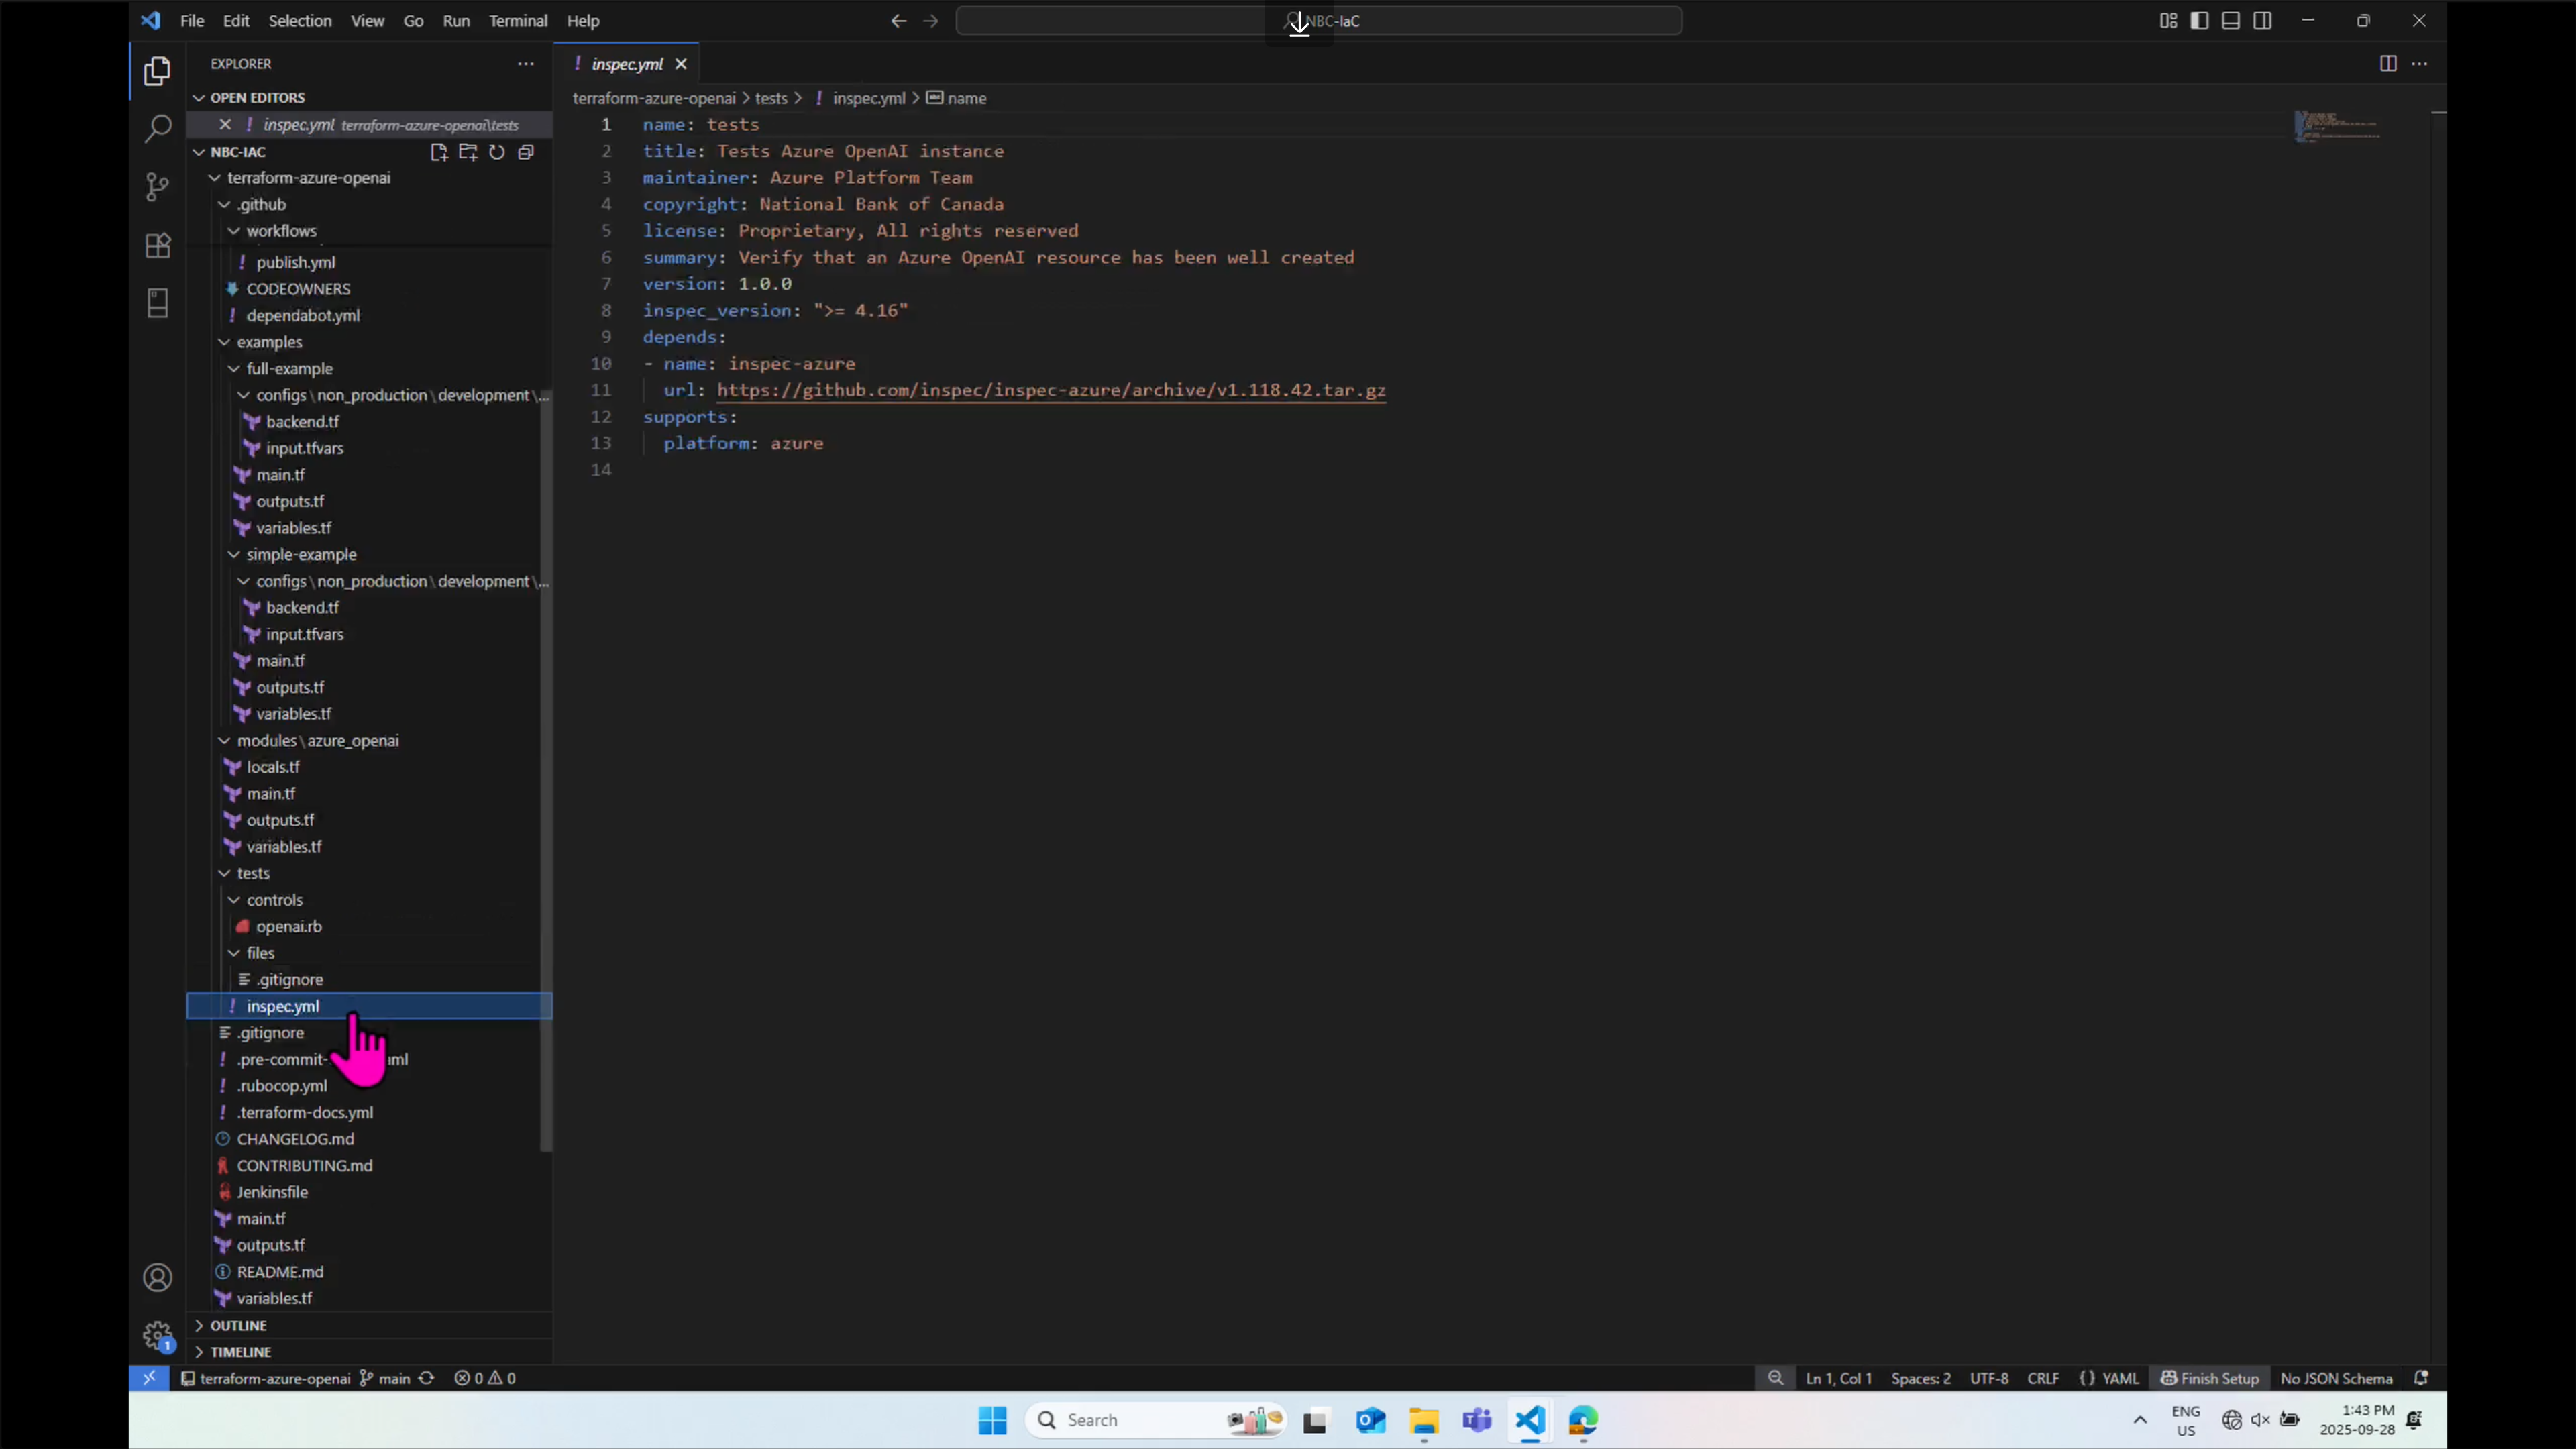 File Edit Selection View Go Run Terminal Help
NBC-IaC
EXPLORER
OPEN EDITORS
inspec.yml terraform-azure-openai\tests
NBC-IAC
terraform-azure-openai
.github
workflows
publish.yml
CODEOWNERS
dependabot.yml
examples
full-example
configs\non_production\development\...
backend.tf
input.tfvars
main.tf
outputs.tf
variables.tf
simple-example
configs\non_production\development\...
backend.tf
input.tfvars
main.tf
outputs.tf
variables.tf
modules\azure_openai
locals.tf
main.tf
outputs.tf
variables.tf
tests
controls
openai.rb
files
.gitignore
inspec.yml
.gitignore
.pre-commit-
.rubocop.yml
.terraform-docs.yml
CHANGELOG.md
CONTRIBUTING.md
Jenkinsfile
main.tf
outputs.tf
README.md
variables.tf
OUTLINE
TIMELINE
inspec.yml
terraform-azure-openai > tests > ! inspec.yml > name
1 name: tests
2 title: Tests Azure OpenAI instance
3 maintainer: Azure Platform Team
4 copyright: National Bank of Canada
5 license: Proprietary, All rights reserved
6 summary: Verify that an Azure OpenAI resource has been well created
7 version: 1.0.0
8 inspec_version: ">= 4.16"
9 depends:
10 - name: inspec-azure
11 url: https://github.com/inspec/inspec-azure/archive/v1.118.42.tar.gz
12 supports:
13 platform: azure
14
1
terraform-azure-openai main 0 0
Ln 1, Col 1 Spaces: 2 UTF-8 CRLF {} YAML Finish Setup No JSON Schema
Search
ENG
US
1:43 PM
2025-09-28